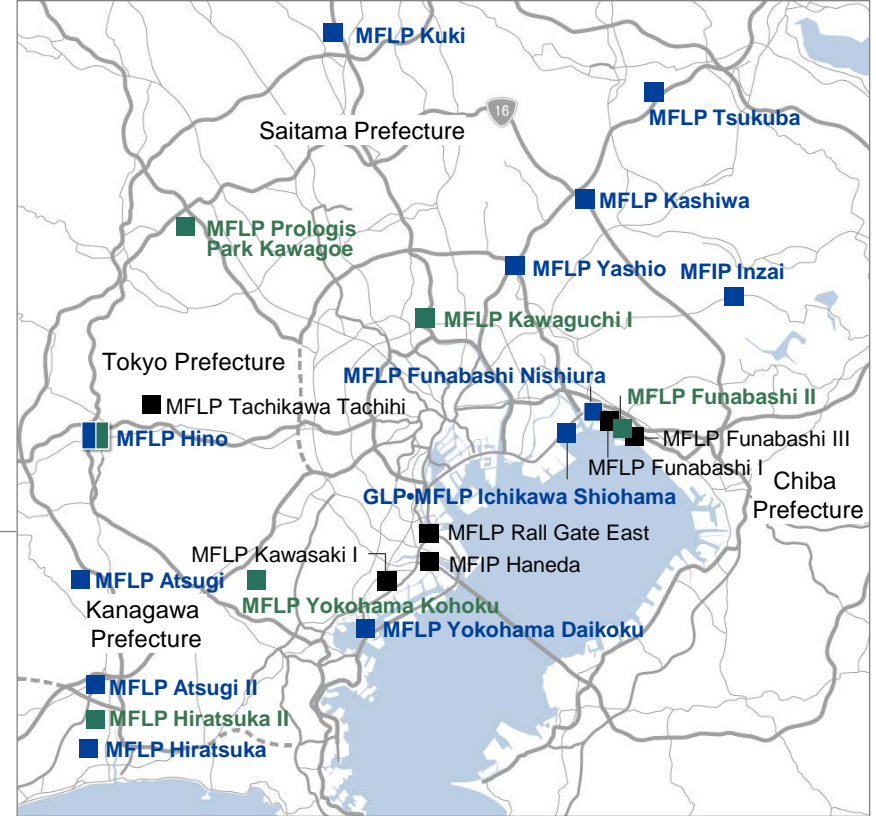 MFLP Kuki
16
MFLP Tsukuba
Saitama Prefecture
MFLP Kashiwa
MFLP Prologis
Park Kawagoe
MFLP Yashio
MFIP Inzai
MFLP Kawaguchi I
Tokyo Prefecture
MFLP Funabashi Nishiura
MFLP Funabashi II
MFLP Tachikawa Tachihi
MFLP Hino
MFLP Funabashi III
MFLP Funabashi I
Chiba
Prefecture
GLP•MFLP Ichikawa Shiohama
MFLP Rall Gate East
MFLP Kawasaki I
MFIP Haneda
MFLP Atsugi
MFLP Yokohama Kohoku
Kanagawa
Prefecture
MFLP Yokohama Daikoku
MFLP Atsugi II
MFLP Hiratsuka II
MFLP Hiratsuka